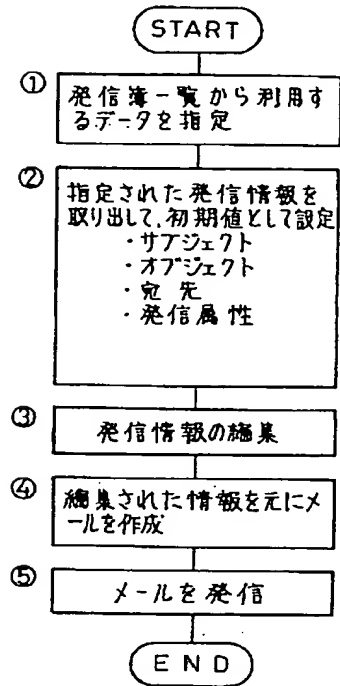 START
① 発信簿一覧から利用す
るデータを指定
② 指定された発信情報を
取り出して、初期値として設定
・サブジェクト
・オブジェクト
・宛先
・発信属性
③ 発信情報の編集
④ 編集された情報を元にメ
ールを作成
⑤ メールを発信
END